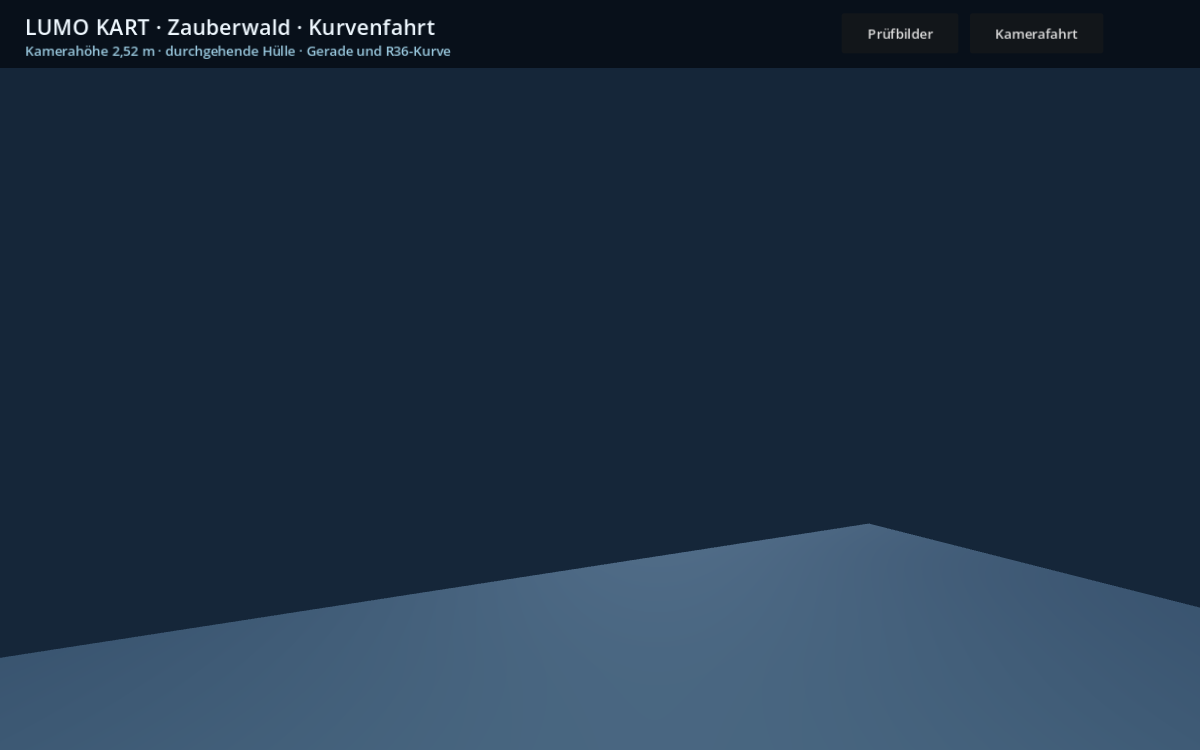 LUMO KART · Zauberwald · Kurvenfahrt
Kamerahöhe 2,52 m · durchgehende Hülle · Gerade und R36-Kurve
Prüfbilder
Kamerafahrt